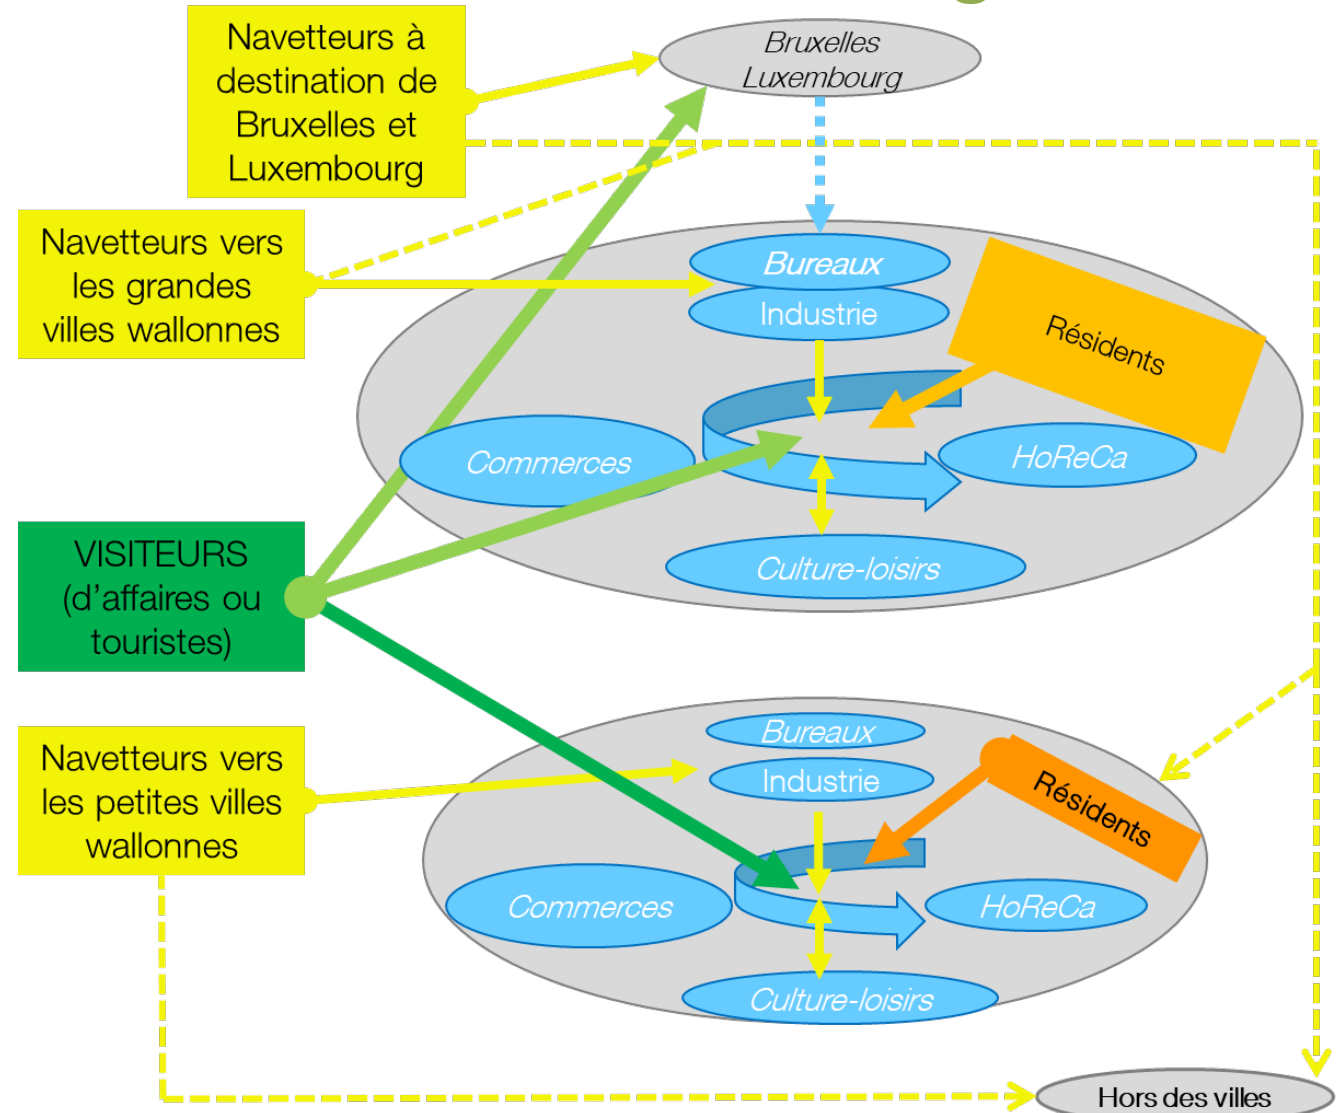 Navetteurs à
destination de
Bruxelles et
Luxembourg
Bruxelles
Luxembourg
Navetteurs vers
les grandes
villes wallonnes
Bureaux
Industrie
Résidents
Commerces
HoReCa
Culture-loisirs
VISITEURS
(d'affaires ou
touristes)
Navetteurs vers
les petites villes
wallonnes
Bureaux
Industrie
Résidents
Commerces
HoReCa
Culture-loisirs
Hors des villes